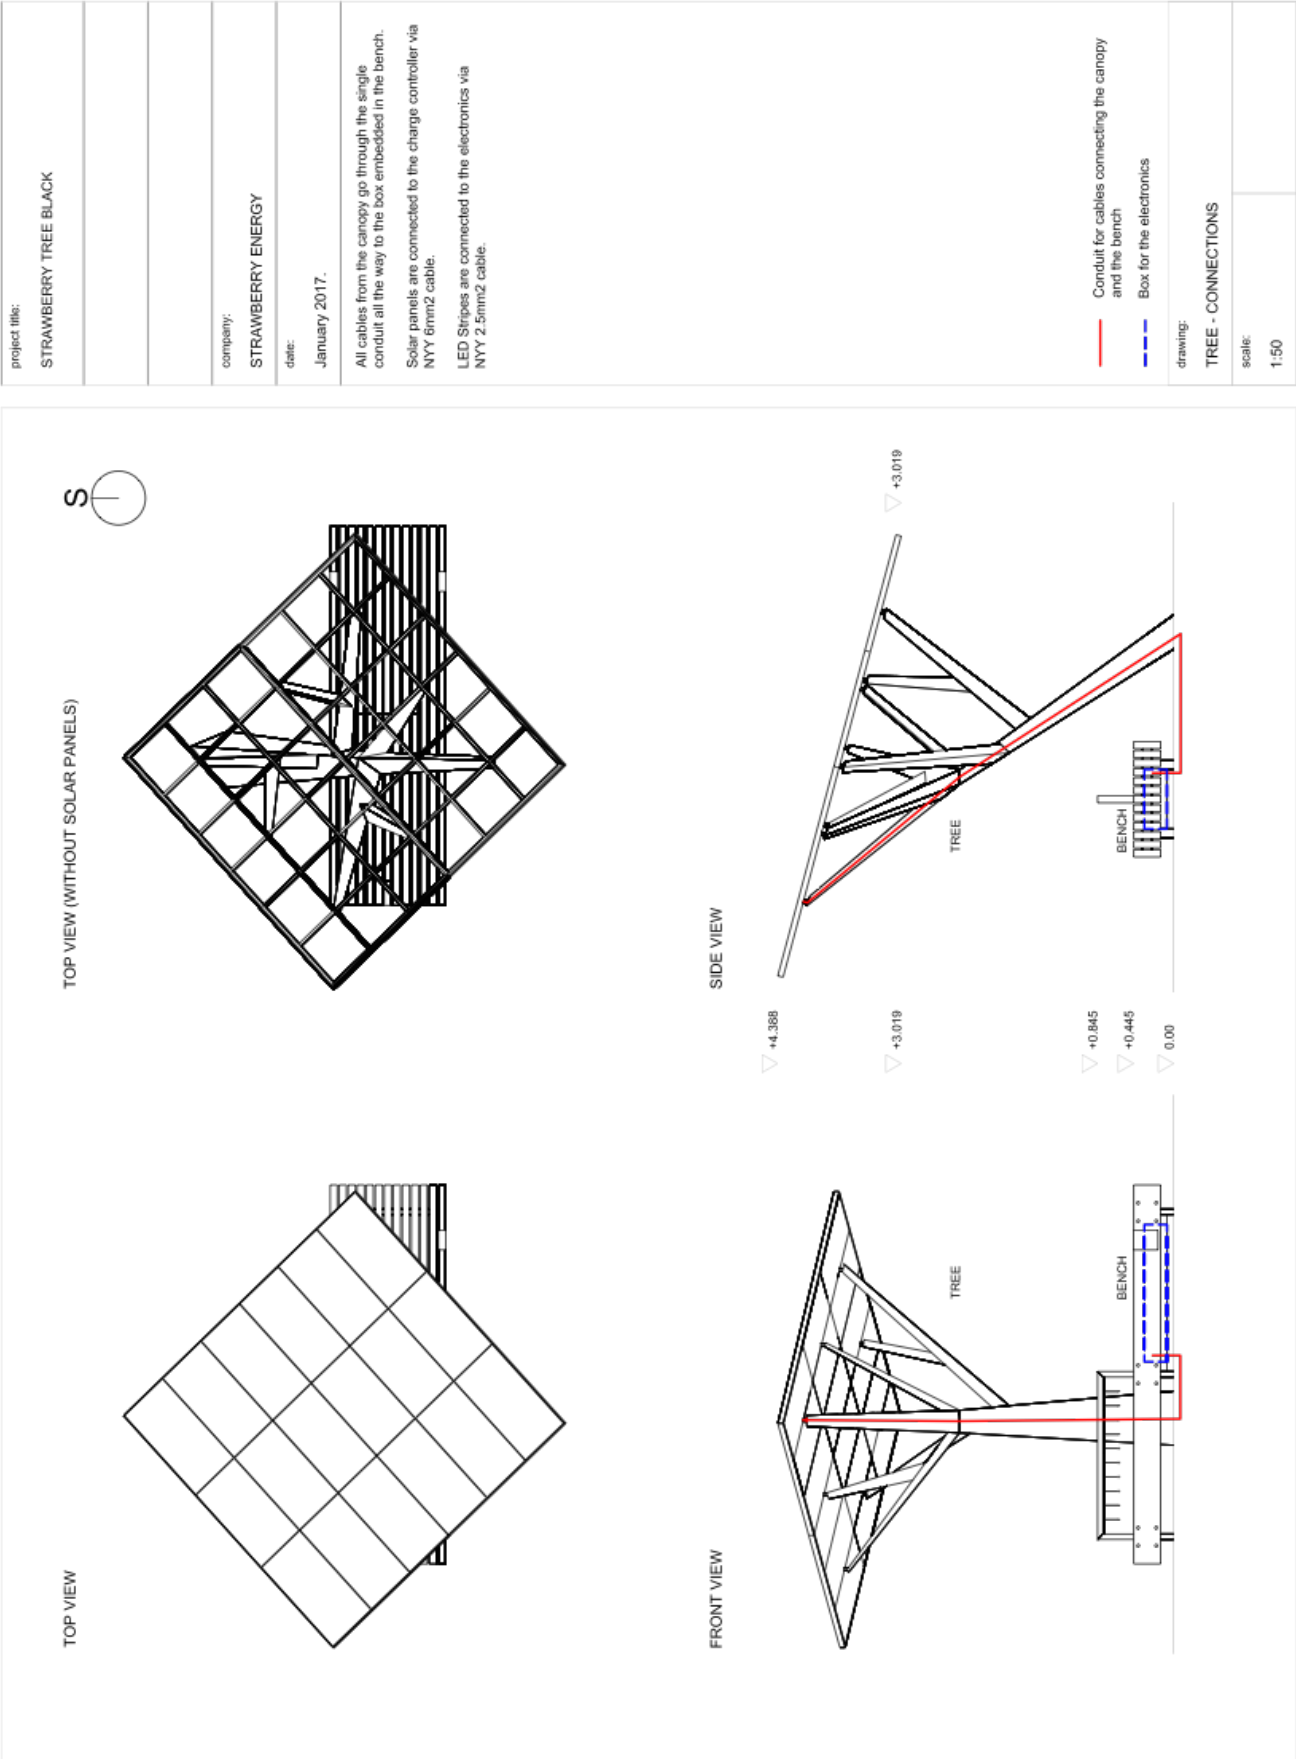 TOP VIEW
TOP VIEW (WITHOUT SOLAR PANELS)
S
FRONT VIEW
TREE
BENCH
+4.388
+3.019
+0.845
+0.445
0.00
SIDE VIEW
TREE
BENCH
+3.019
project title:
STRAWBERRY TREE BLACK
company:
STRAWBERRY ENERGY
date:
January 2017.
All cables from the canopy go through the single
conduit all the way to the box embedded in the bench.
Solar panels are connected to the charge controller via
NYY 6mm2 cable.
LED Stripes are connected to the electronics via
NYY 2.5mm2 cable.
Conduit for cables connecting the canopy
and the bench
Box for the electronics
drawing:
TREE - CONNECTIONS
scale:
1:50